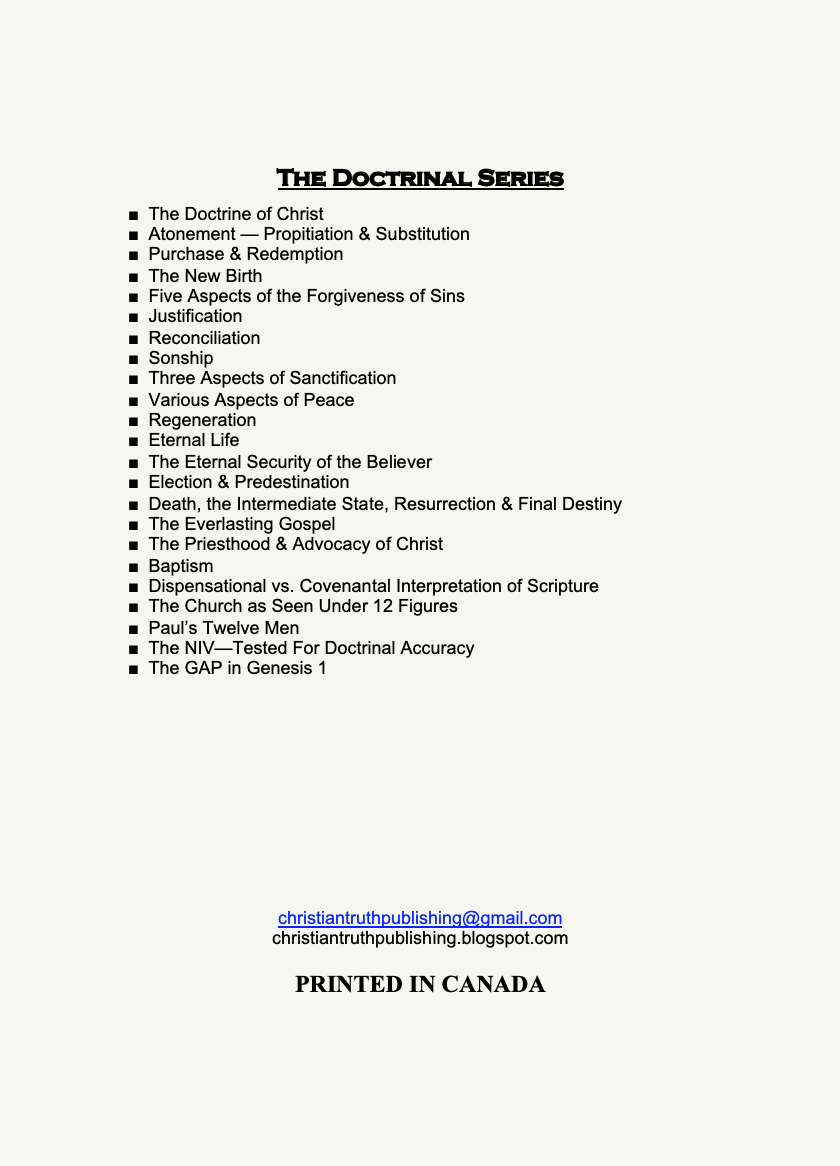 THE DOCTRINAL SERIES
■ The Doctrine of Christ
■ Atonement — Propitiation & Substitution
■ Purchase & Redemption
■ The New Birth
■ Five Aspects of the Forgiveness of Sins
■ Justification
■ Reconciliation
■ Sonship
■ Three Aspects of Sanctification
■ Various Aspects of Peace
■ Regeneration
■ Eternal Life
■ The Eternal Security of the Believer
■ Election & Predestination
■ Death, the Intermediate State, Resurrection & Final Destiny
■ The Everlasting Gospel
■ The Priesthood & Advocacy of Christ
■ Baptism
■ Dispensational vs. Covenantal Interpretation of Scripture
■ The Church as Seen Under 12 Figures
■ Paul’s Twelve Men
■ The NIV—Tested For Doctrinal Accuracy
■ The GAP in Genesis 1
christiantruthpublishing@gmail.com
christiantruthpublishing.blogspot.com
PRINTED IN CANADA